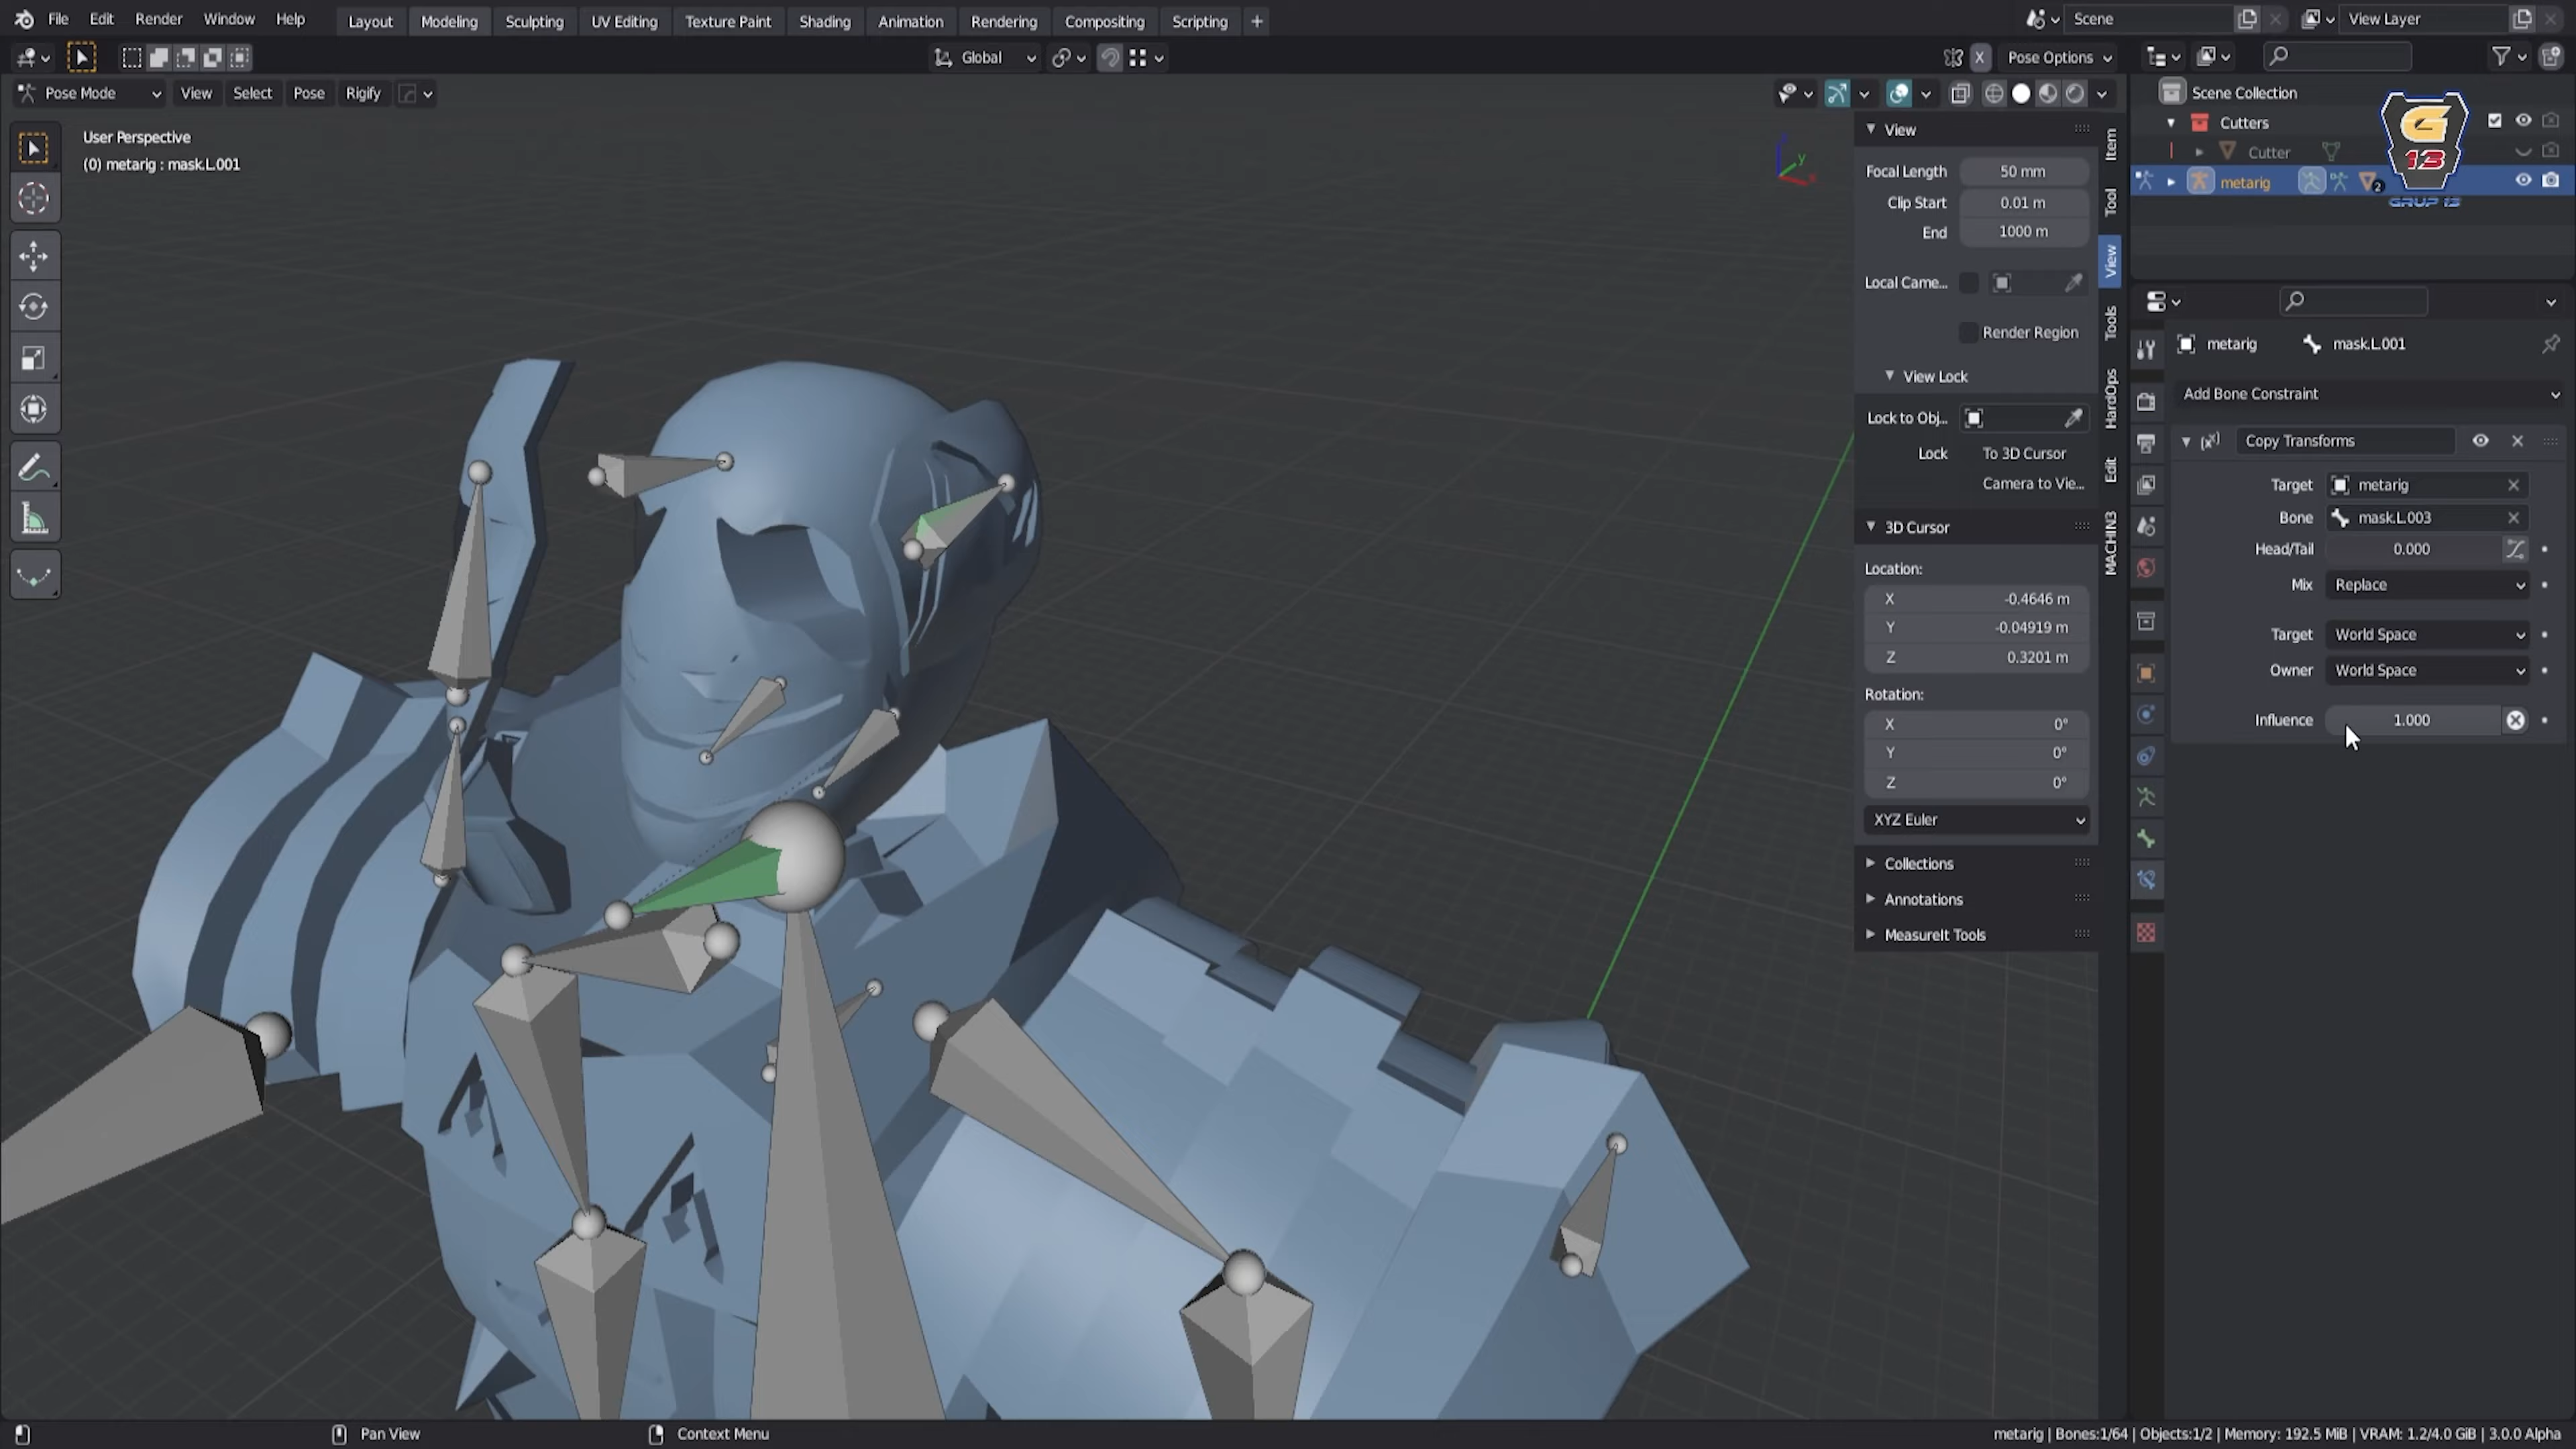 File Edit Render Window Help Layout Modeling Sculpting UV Editing Texture Paint Shading Animation Rendering Compositing Scripting + Scene View Layer
Global X Pose Options
Pose Mode View Select Pose Rigify
User Perspective
(0) metarig : mask.L.001
View
Focal Length 50 mm
Clip Start 0.01 m
End 1000 m
Local Came...
Render Region
View Lock
Lock to Obj...
Lock To 3D Cursor
Camera to Vie...
3D Cursor
Location:
X -0.4646 m
Y -0.04919 m
Z 0.3201 m
Rotation:
X 0°
Y 0°
Z 0°
XYZ Euler
Collections
Annotations
MeasureIt Tools
Item
Tool
View
Tools
HardOps
Edit
MACHIN3
x
y
Scene Collection
Cutters
Cutter
metarig 2
G
13
GRUP 13
metarig mask.L.001
Add Bone Constraint
Copy Transforms
Target metarig
Bone mask.L.003
Head/Tail 0.000
Mix Replace
Target World Space
Owner World Space
Influence 1.000
Pan View Context Menu metarig | Bones:1/64 | Objects:1/2 | Memory: 192.5 MiB | VRAM: 1.2/4.0 GiB | 3.0.0 Alpha